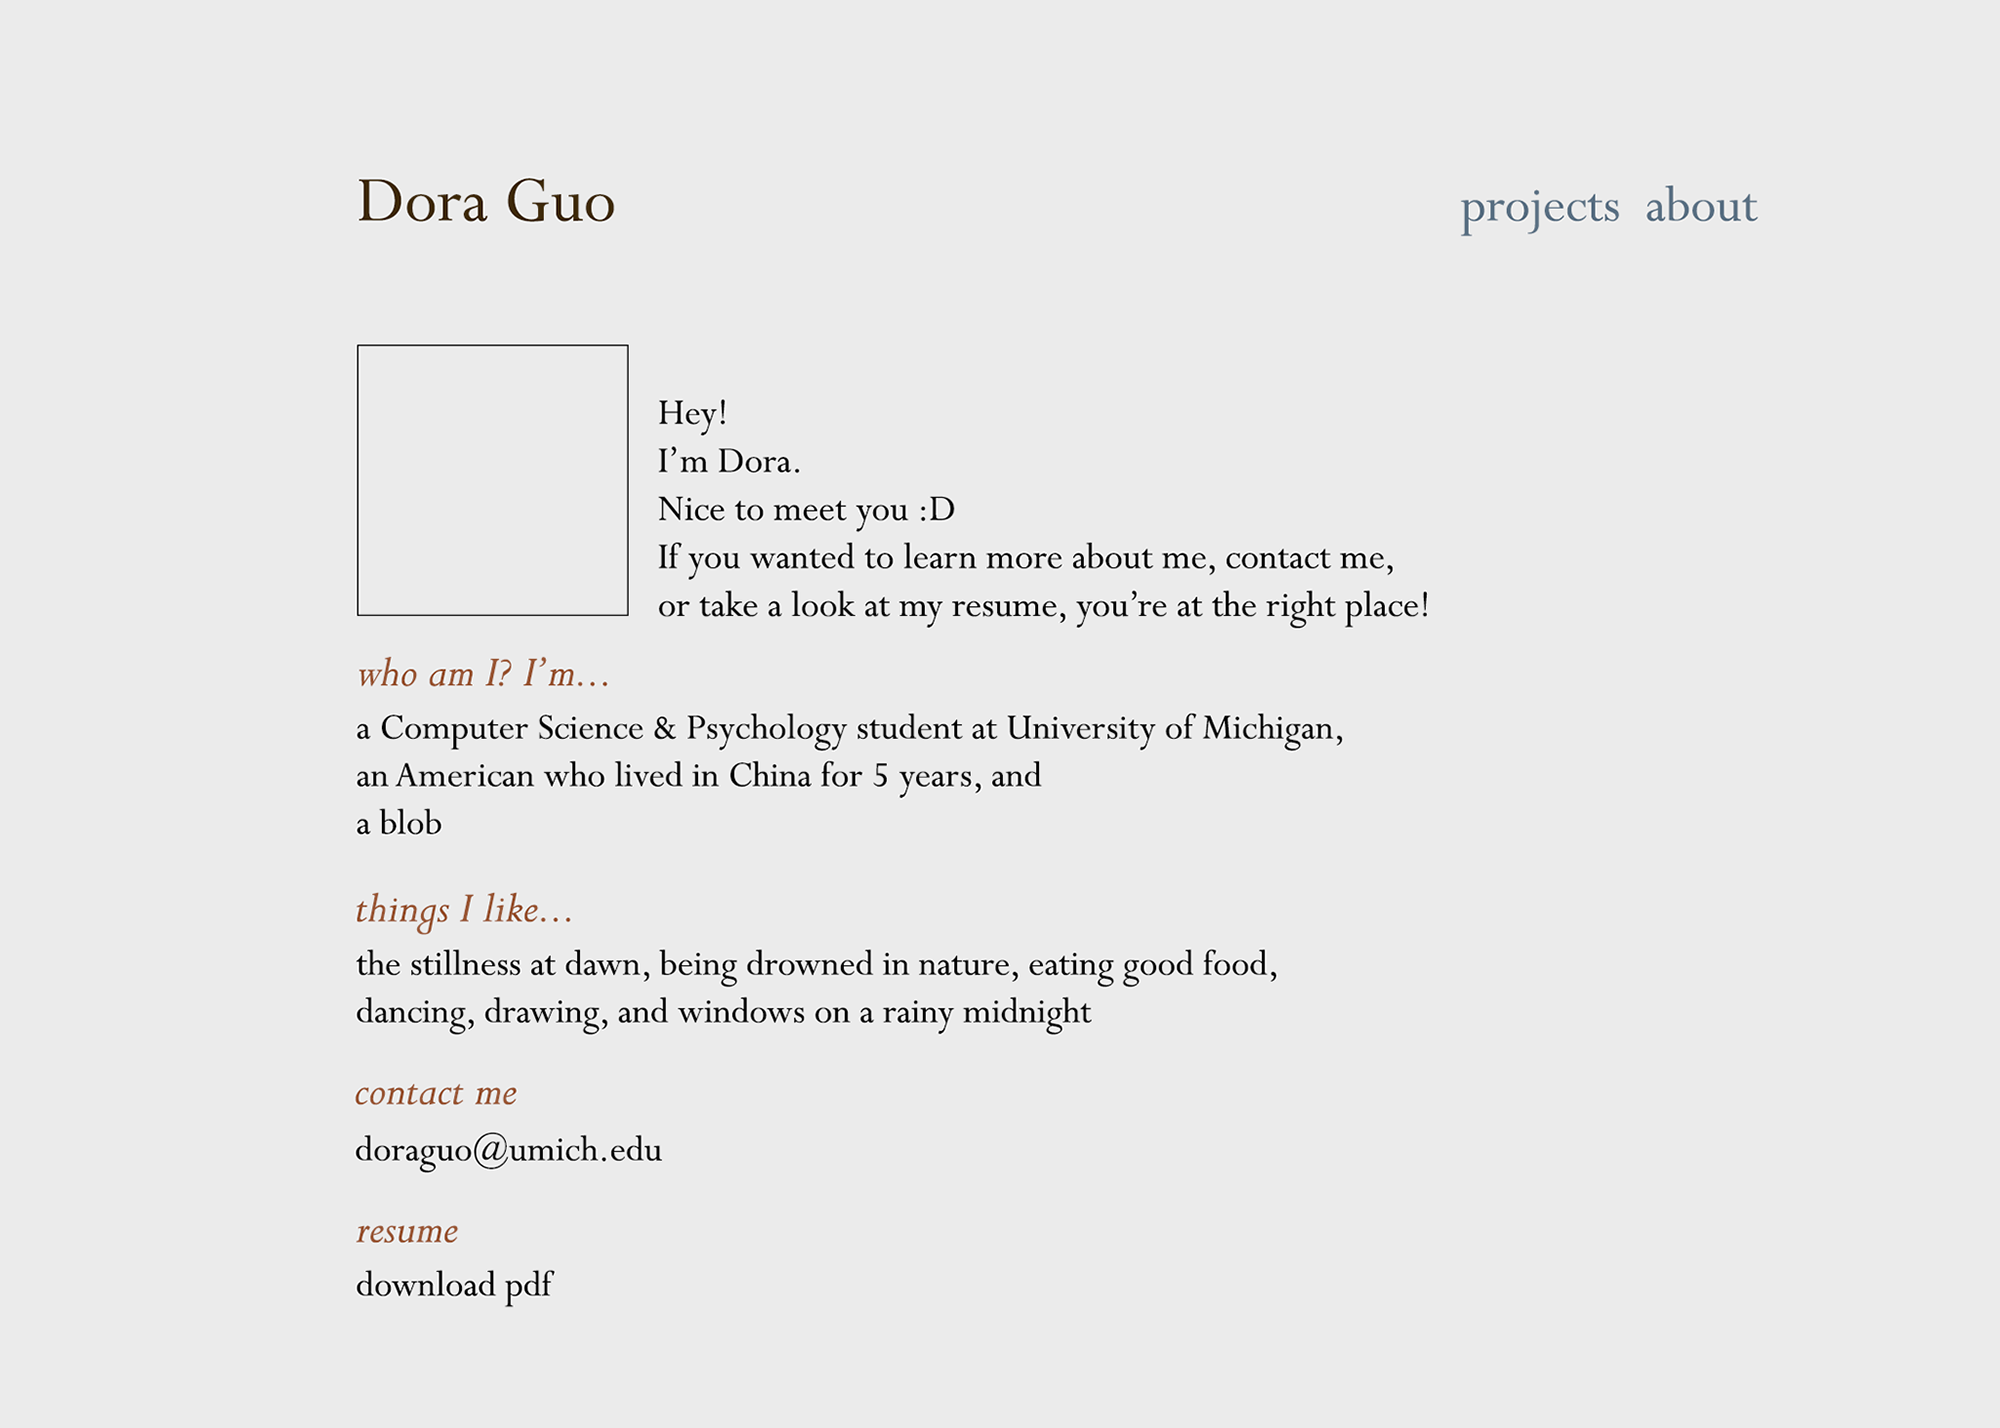 Dora Guo
projects about
Hey!
I’m Dora.
Nice to meet you :D
If you wanted to learn more about me, contact me,
or take a look at my resume, you’re at the right place!
who am I? I’m…
a Computer Science & Psychology student at University of Michigan,
an American who lived in China for 5 years, and
a blob
things I like…
the stillness at dawn, being drowned in nature, eating good food,
dancing, drawing, and windows on a rainy midnight
contact me
doraguo@umich.edu
resume
download pdf